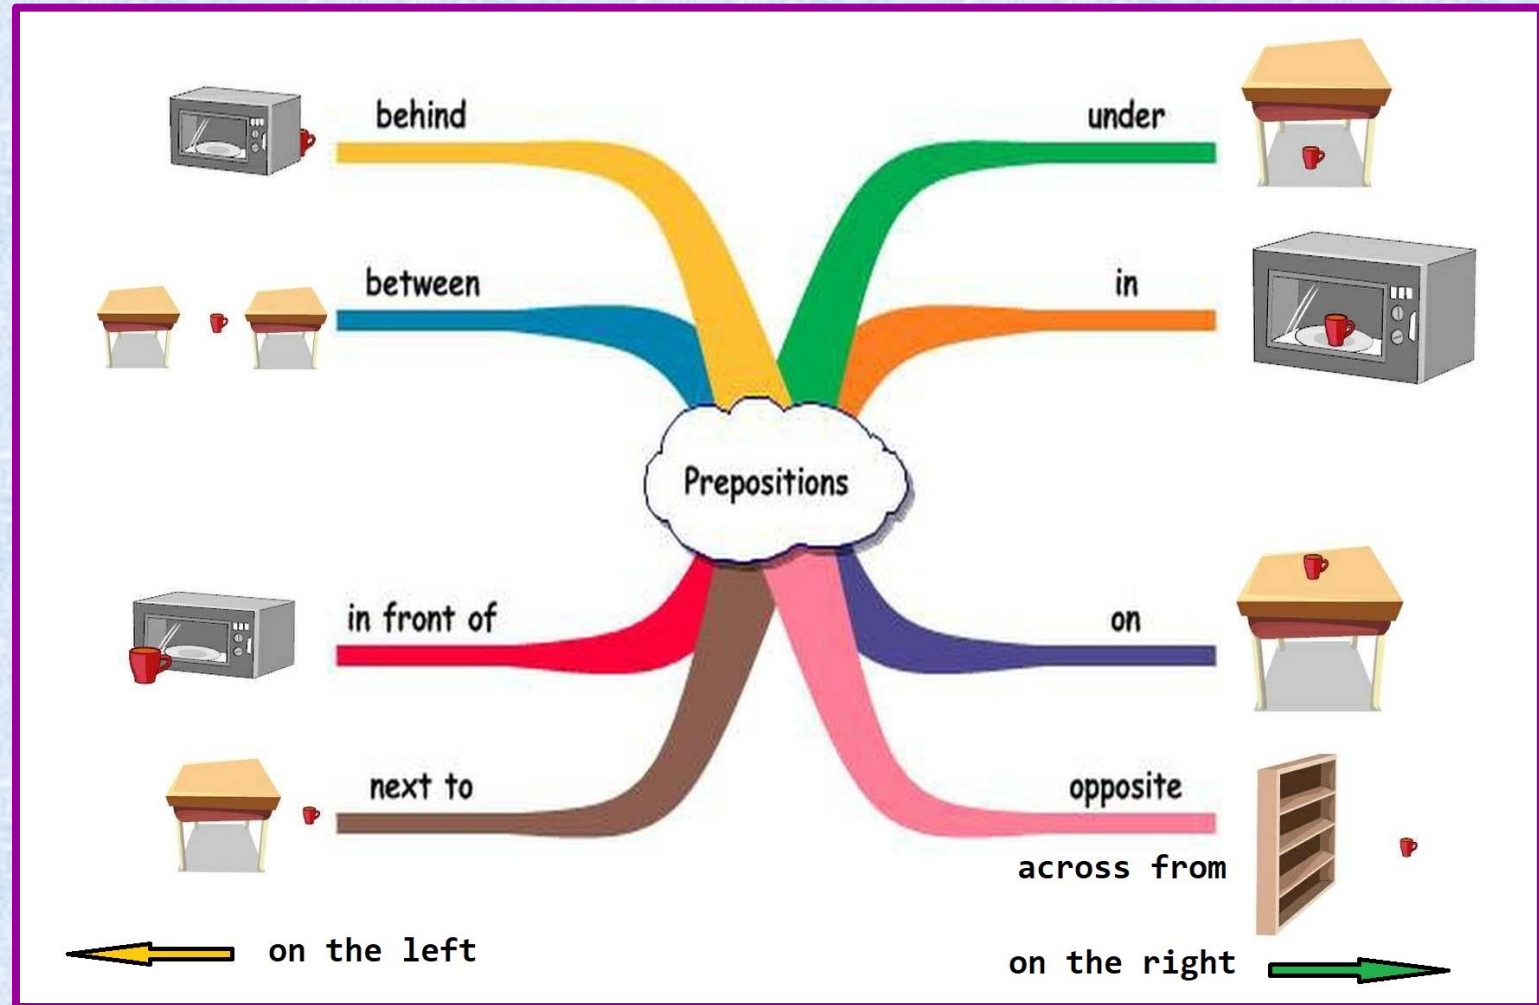 behind
under
between
in
Prepositions
in front of
on
next to
opposite
across from
on the left
on the right